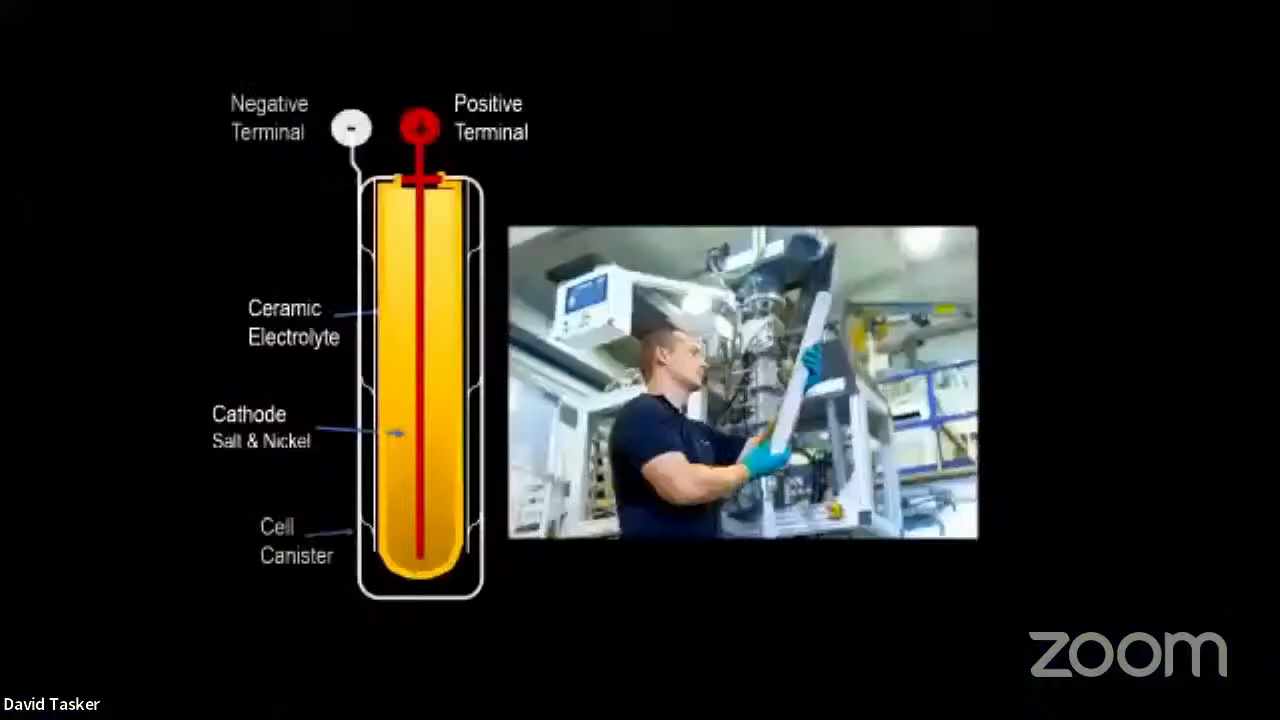 Negative
Terminal
-
+
Positive
Terminal
Ceramic
Electrolyte
Cathode
Salt & Nickel
Cell
Canister
zoom
David Tasker